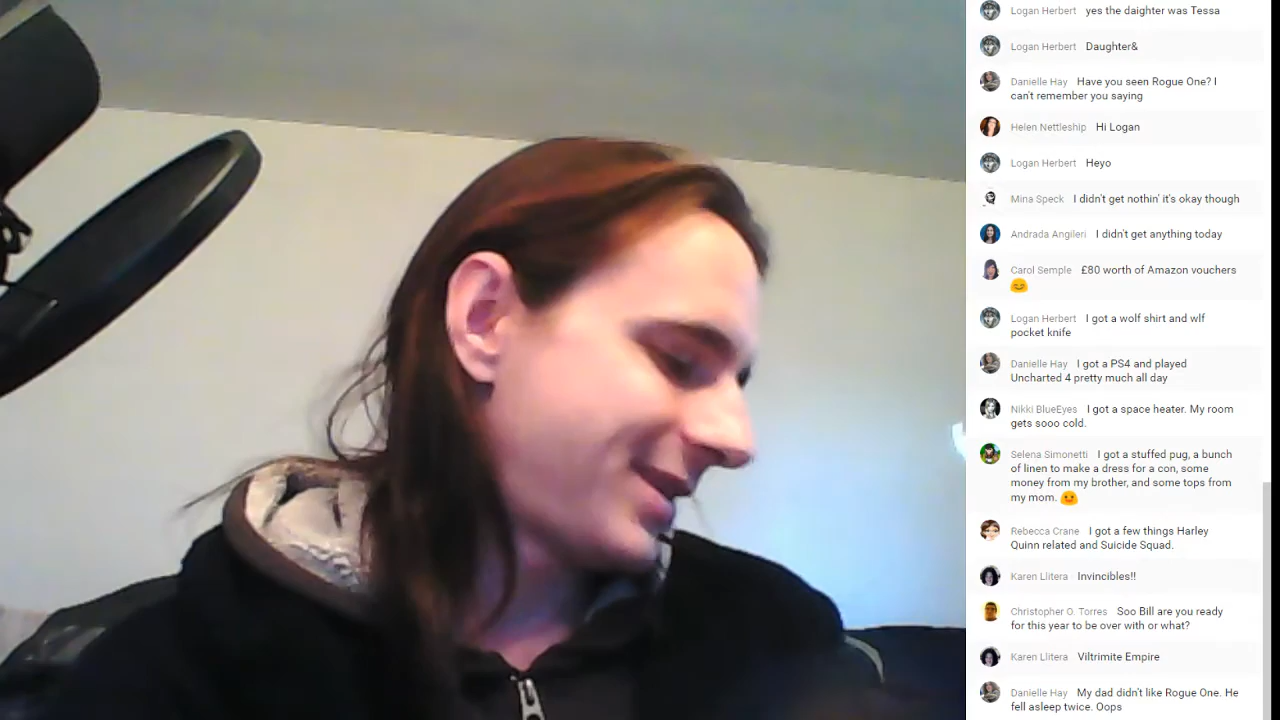 Logan Herbert yes the daighter was Tessa
Logan Herbert Daughter&
Danielle Hay Have you seen Rogue One? I
can't remember you saying
Helen Nettleship Hi Logan
Logan Herbert Heyo
Mina Speck I didn't get nothin' it's okay though
Andrada Angileri I didn't get anything today
Carol Semple £80 worth of Amazon vouchers
😊
Logan Herbert I got a wolf shirt and wlf
pocket knife
Danielle Hay I got a PS4 and played
Uncharted 4 pretty much all day
Nikki BlueEyes I got a space heater. My room
gets sooo cold.
Selena Simonetti I got a stuffed pug, a bunch
of linen to make a dress for a con, some
money from my brother, and some tops from
my mom.
Rebecca Crane I got a few things Harley
Quinn related and Suicide Squad.
Karen Llitera Invincibles!!
Christopher O. Torres Soo Bill are you ready
for this year to be over with or what?
Karen Llitera Viltrimite Empire
Danielle Hay My dad didn't like Rogue One. He
fell asleep twice. Oops